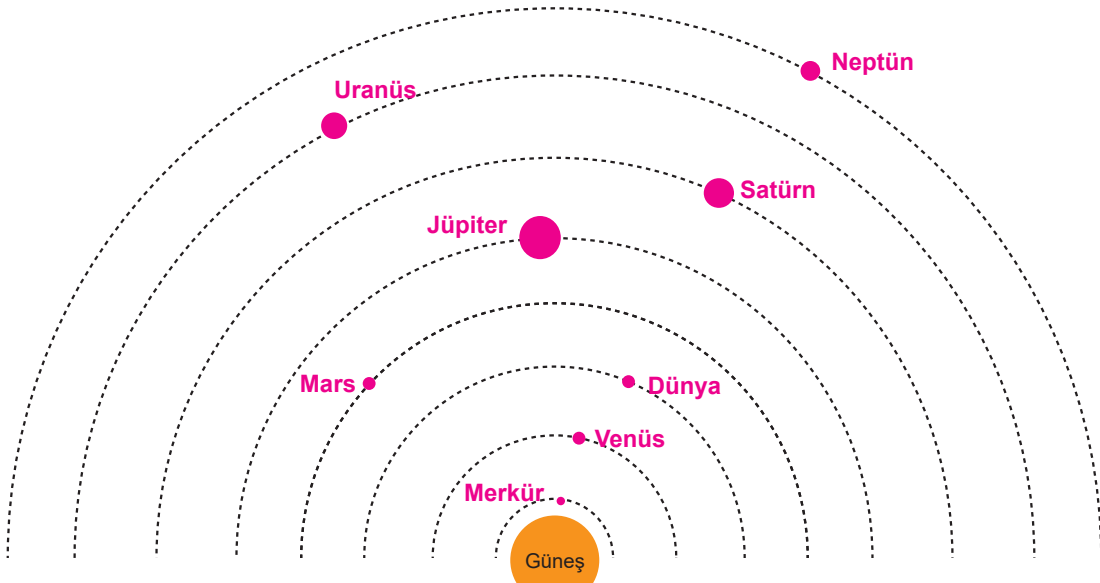 Neptün
Uranüs
Satürn
Jüpiter
Mars
Dünya
Venüs
Merkür
Güneş